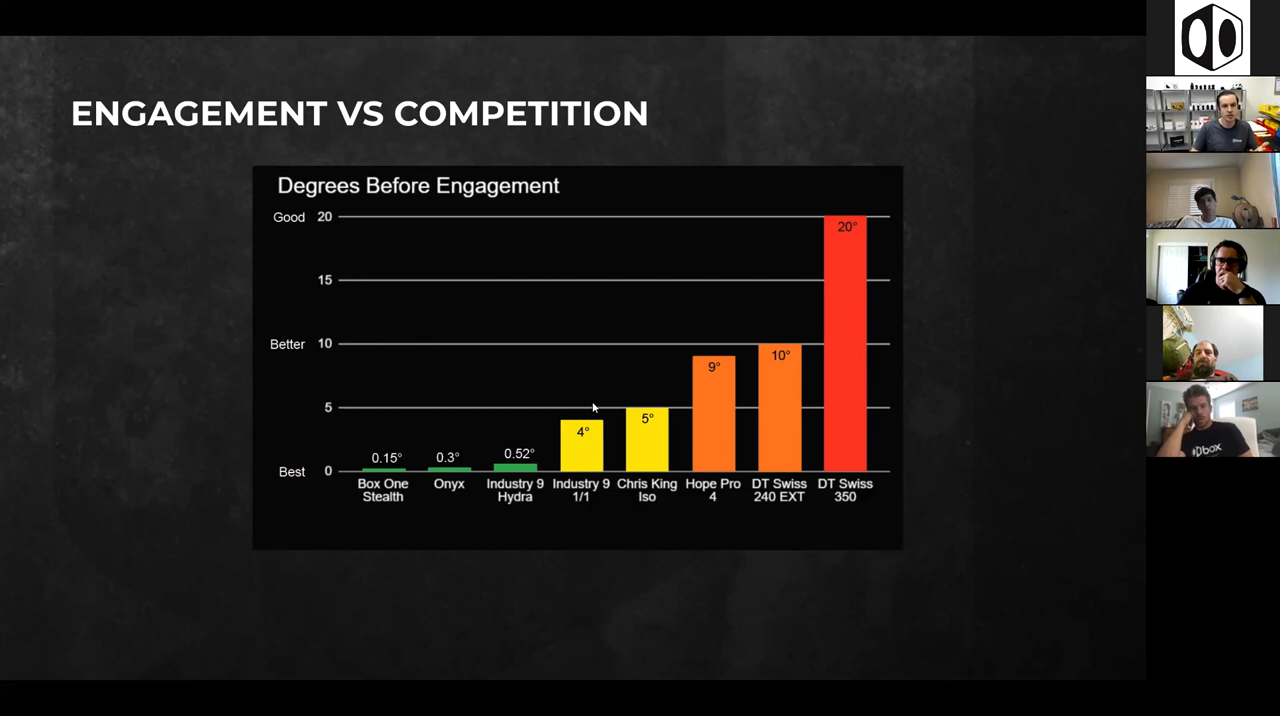 ENGAGEMENT VS COMPETITION
Degrees Before Engagement
Good 20
15
Better 10
5
Best 0
0.15°
0.3°
0.52°
4°
5°
9°
10°
20°
Box One
Stealth
Onyx
Industry 9
Hydra
Industry 9
1/1
Chris King
Iso
Hope Pro
4
DT Swiss
240 EXT
DT Swiss
350
box